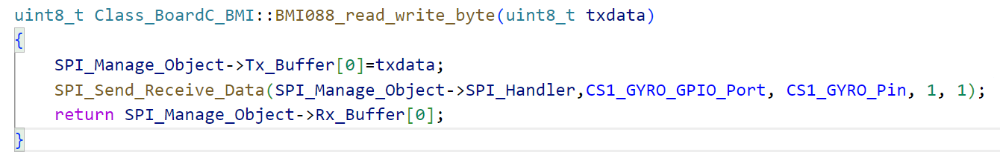 uint8_t Class_BoardC_BMI::BMI088_read_write_byte(uint8_t txdata)
{
    SPI_Manage_Object->Tx_Buffer[0]=txdata;
    SPI_Send_Receive_Data(SPI_Manage_Object->SPI_Handler,CS1_GYRO_GPIO_Port, CS1_GYRO_Pin, 1, 1);
    return SPI_Manage_Object->Rx_Buffer[0];
}